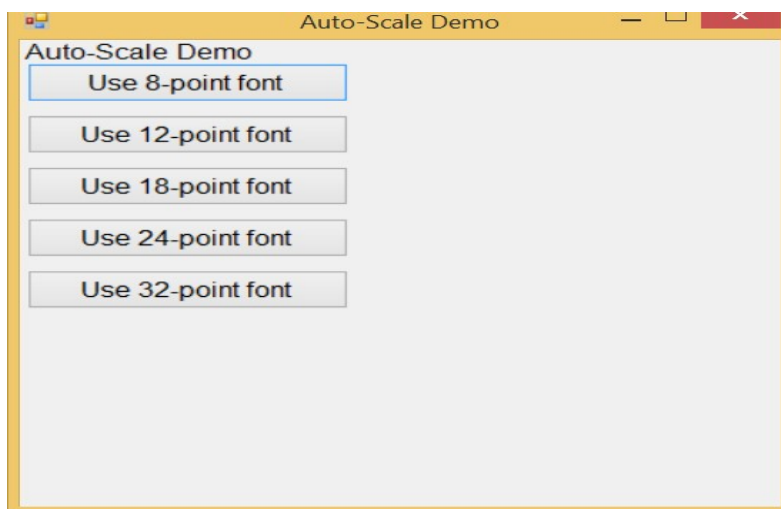 Auto-Scale Demo
Auto-Scale Demo
Use 8-point font
Use 12-point font
Use 18-point font
Use 24-point font
Use 32-point font